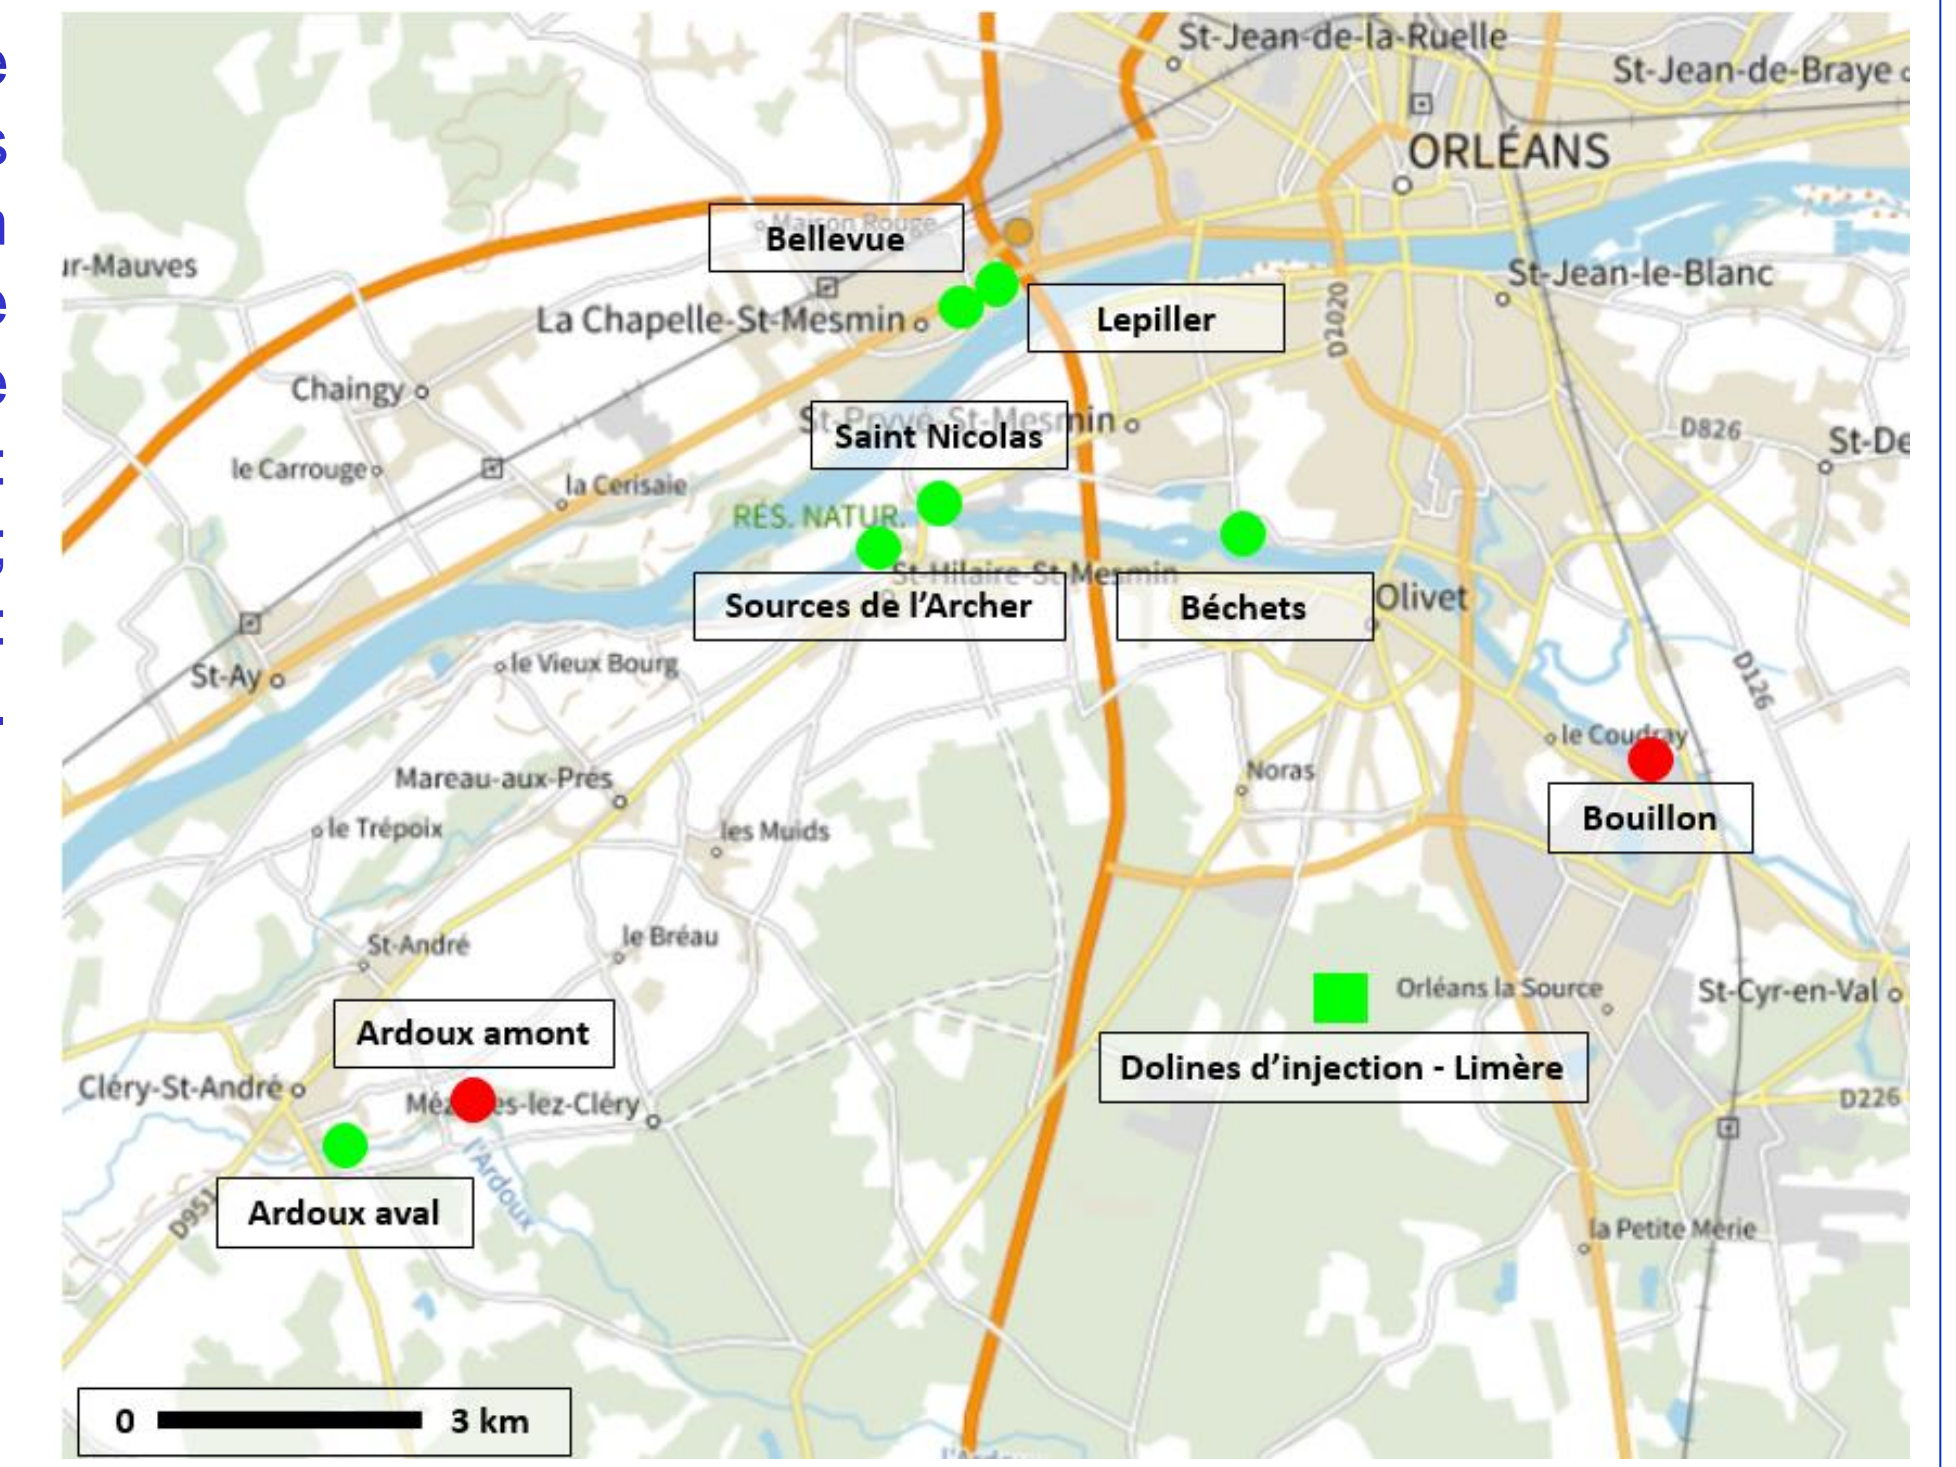 St-Jean-de-la-Ruelle
St-Jean-de-Braye
ORLÉANS
Maison Rouge
Bellevue
ur-Mauves
St-Jean-le-Blanc
La Chapelle-St-Mesmin
Lepiller
D2020
Chaingy
St-Pryvé-St-Mesmin
Saint Nicolas
D826
St-De
le Carrouge
la Cerisaie
RÉS. NATUR.
St-Hilaire-St-Mesmin
Sources de l'Archer
Béchets
Olivet
St-Ay
le Vieux Bourg
D126
le Coudray
Mareau-aux-Prés
Noras
Bouillon
le Trépoix
les Muids
St-André
le Bréau
Orléans la Source
St-Cyr-en-Val
Ardoux amont
Dolines d'injection - Limère
Cléry-St-André
Méz es-lez-Cléry
D226
l'Ardoux
D951
Ardoux aval
la Petite Mérie
0 3 km